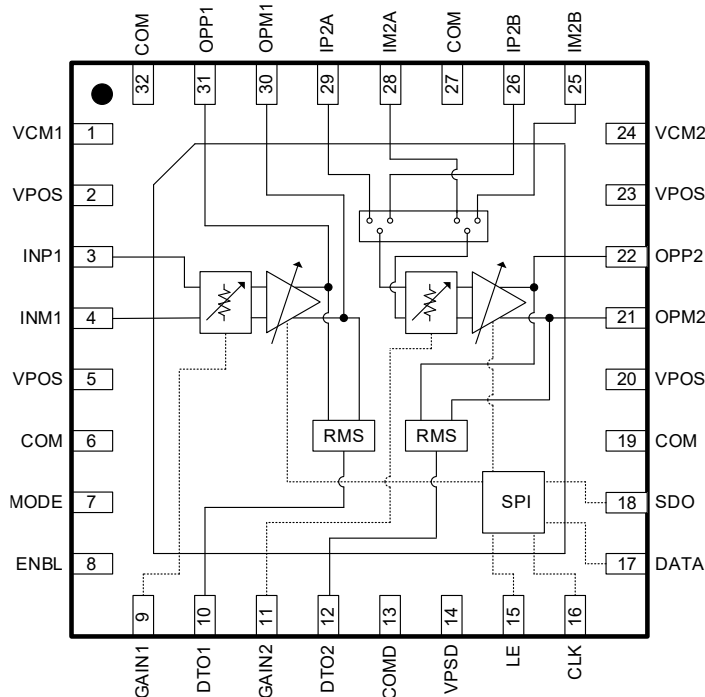 COM OPP1 OPM1 IP2A IM2A COM IP2B IM2B
32 31 30 29 28 27 26 25
VCM1 1 24 VCM2
VPOS 2 23 VPOS
INP1 3 22 OPP2
INM1 4 21 OPM2
VPOS 5 20 VPOS
RMS RMS
COM 6 19 COM
MODE 7 SPI 18 SDO
ENBL 8 17 DATA
9 10 11 12 13 14 15 16
GAIN1 DTO1 GAIN2 DTO2 COMD VPSD LE CLK